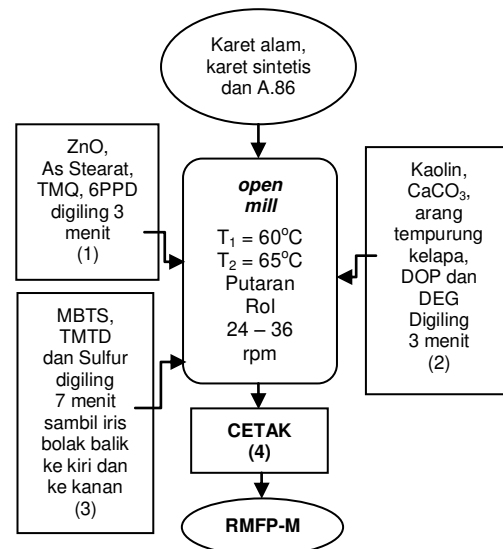 Karet alam,
karet sintetis
dan A.86
ZnO,
As Stearat,
TMQ, 6PPD
digiling 3
menit
(1)
open
mill
T₁ = 60°C
T₂ = 65°C
Putaran
Rol
24 – 36
rpm
Kaolin,
CaCO₃,
arang
tempurung
kelapa,
DOP dan
DEG
Digiling
3 menit
(2)
MBTS,
TMTD
dan Sulfur
digiling
7 menit
sambil iris
bolak balik
ke kiri dan
ke kanan
(3)
CETAK
(4)
RMFP-M